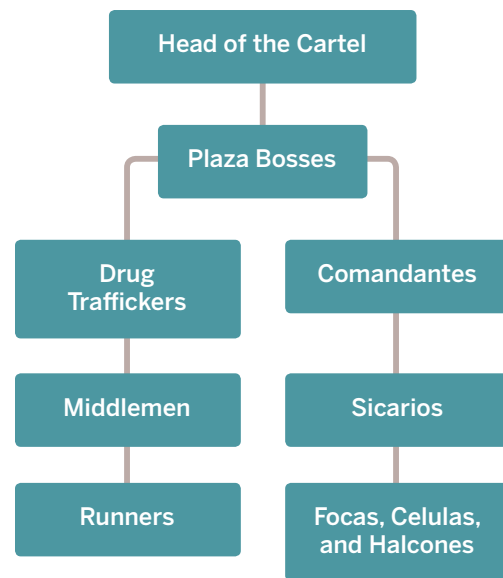 Head of the Cartel
Plaza Bosses
Drug
Traffickers
Comandantes
Middlemen
Sicarios
Runners
Focas, Celulas,
and Halcones